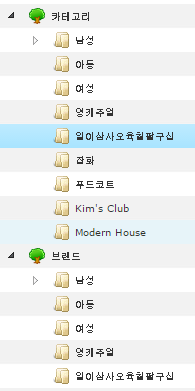 카테고리
남성
아동
여성
영캐주얼
일이삼사오육칠팔구십
잡화
푸드코트
Kim's Club
Modern House
브랜드
남성
아동
여성
영캐주얼
일이삼사오육칠팔구십